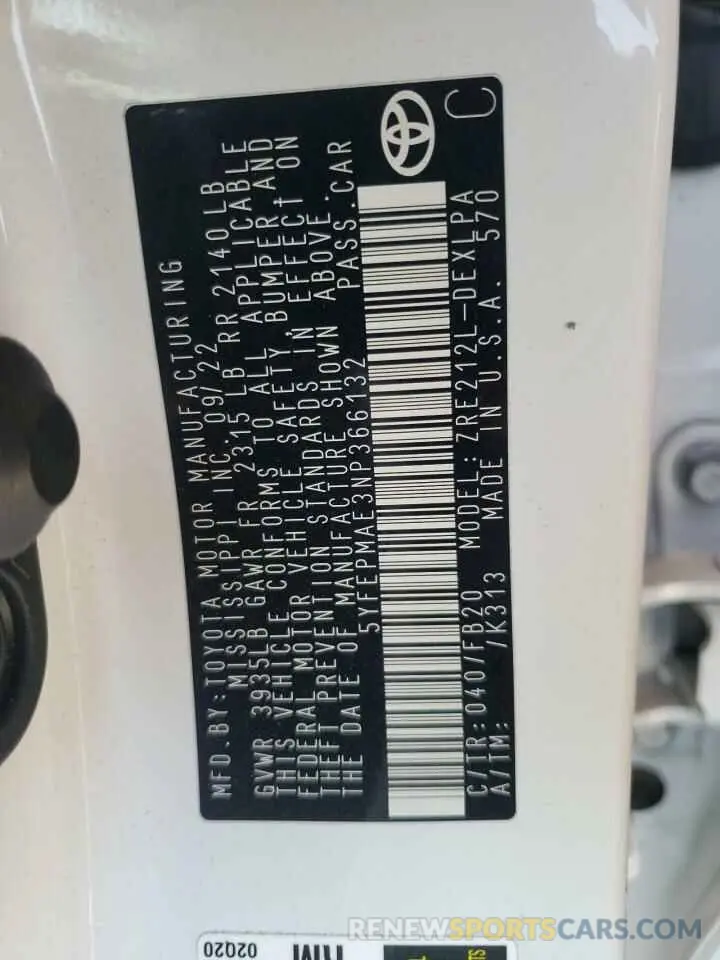 MFD.BY:TOYOTA MOTOR MANUFACTURING
MISSISSIPPI INC.09/22
GVWR 3935LB GAWR FR 2315 LB RR 2140LB
THIS VEHICLE CONFORMS TO ALL APPLICABLE
FEDERAL MOTOR VEHICLE SAFETY, BUMPER,AND
THEFT PREVENTION STANDARDS IN EFFECT ON
THE DATE OF MANUFACTURE SHOWN ABOVE.
5YFEPMAE3NP366132 PASS.CAR
C/TR:040/FB20 MODEL:ZRE212L-DEXLPA
A/TM: /K313 MADE IN U.S.A. 570
C
02Q20
RM
RENEWSPORTSCARS.COM